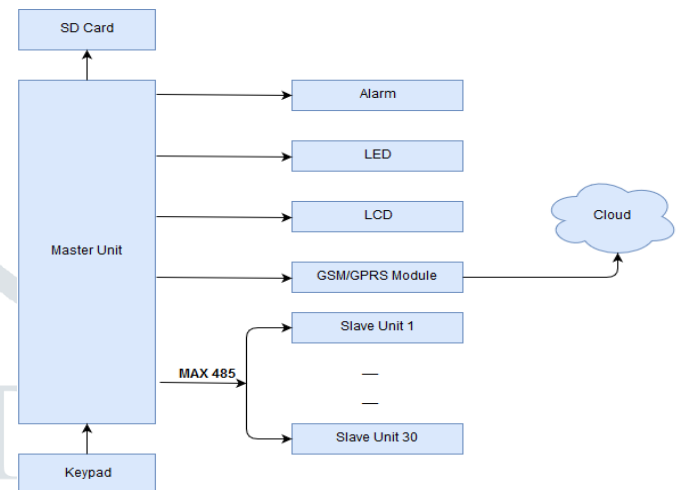 SD Card
Alarm
LED
LCD
Cloud
Master Unit
GSM/GPRS Module
Slave Unit 1
MAX 485
—
—
Slave Unit 30
Keypad